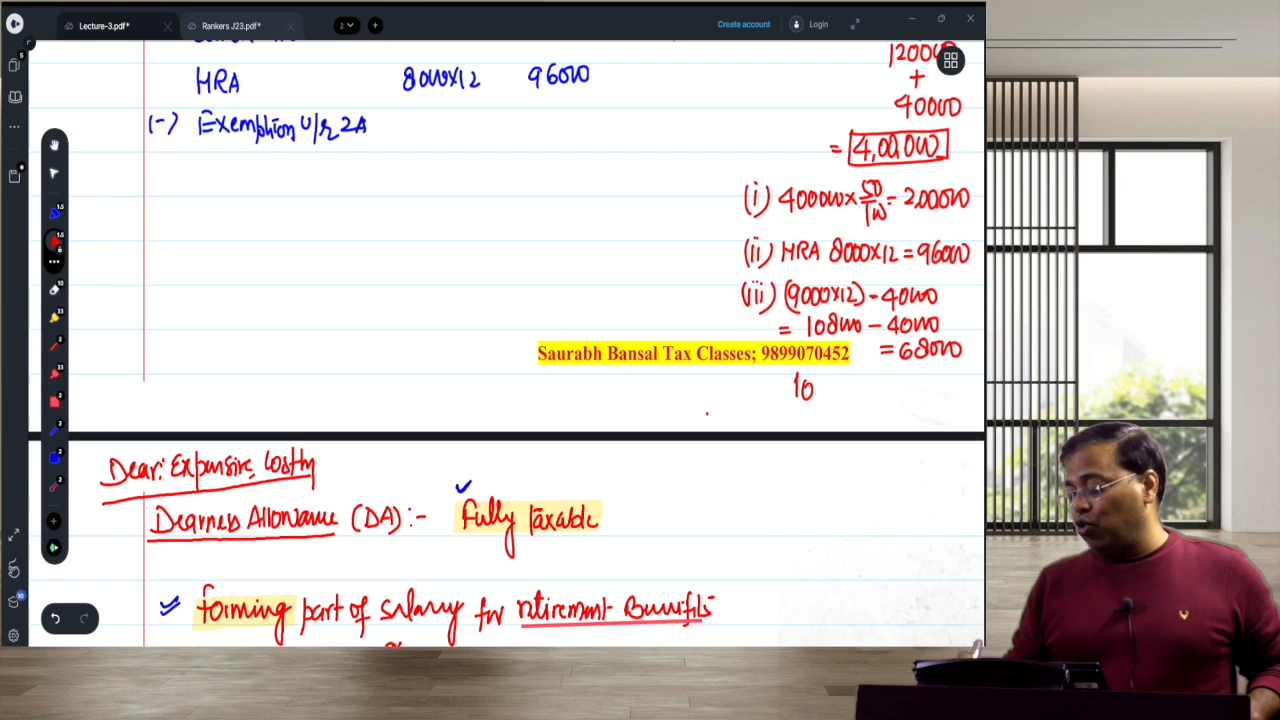 Lecture-3.pdf*
Rankers J23.pdf*
2
Create account
Login
120000
HRA 8000x12 96000
+
40000
(-) Exemption U/R 2A
= 4,00,000
(i) 400000 x 50/100 = 200000
(ii) HRA 8000x12 = 96000
(iii) (9000x12) - 40000
= 108000 - 40000
Saurabh Bansal Tax Classes; 9899070452
= 68000
10
Dear: Expensive, Costly
Dearness Allowance (DA):- Fully Taxable
forming part of salary for retirement Benefits